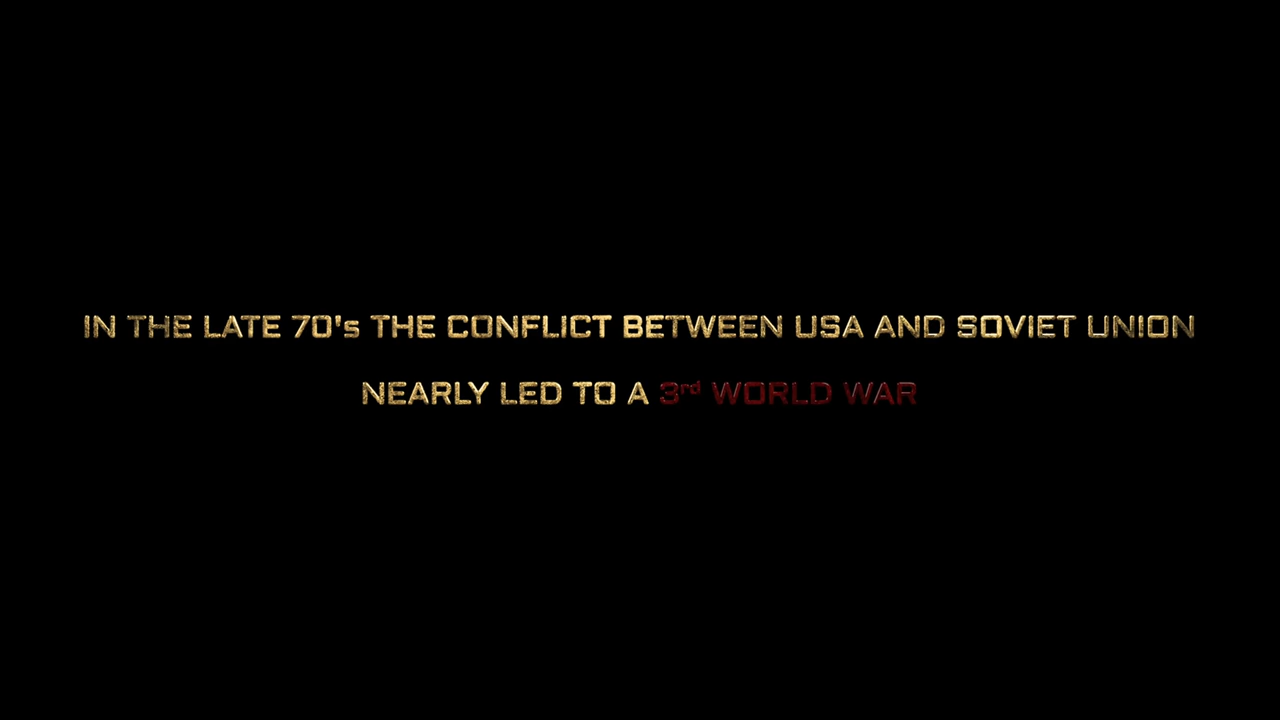 IN THE LATE 70's THE CONFLICT BETWEEN USA AND SOVIET UNION
NEARLY LED TO A 3rd WORLD WAR